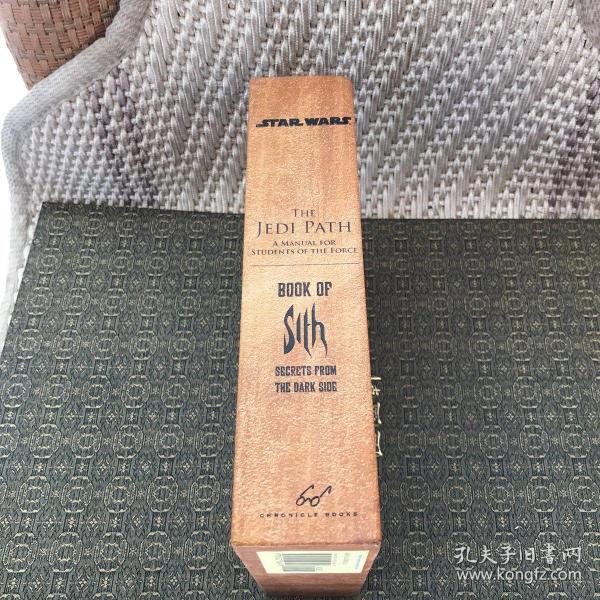 STAR WARS
THE
JEDI PATH
A MANUAL FOR
STUDENTS OF THE FORCE
BOOK OF
Sith
SECRETS FROM
THE DARK SIDE
CHRONICLE BOOKS
孔夫子旧书网
www.kongfz.com